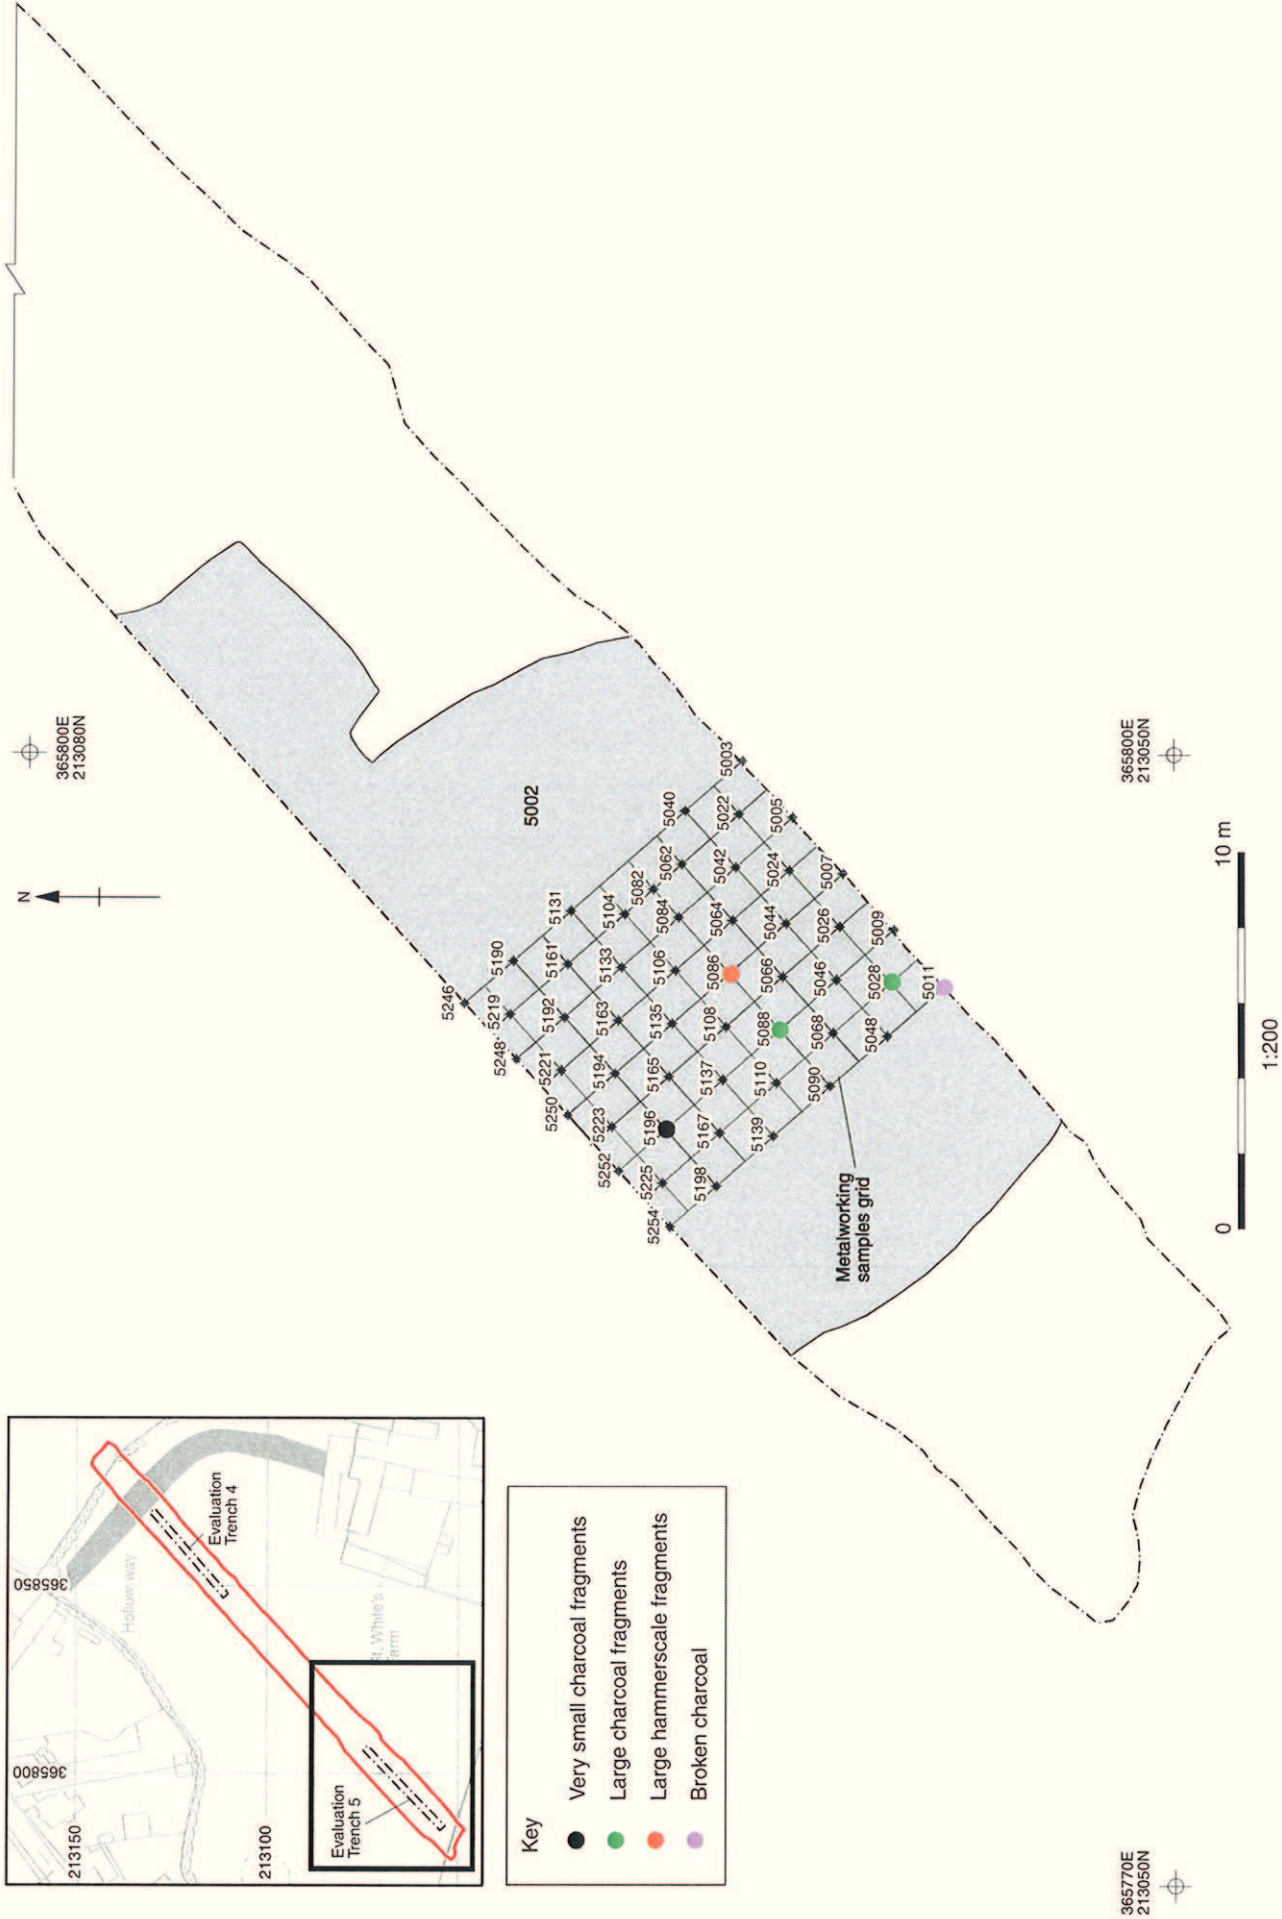 N
365800E
213080N
5002
5246
5190
5131
5040
5003
5248
5219
5161
5104
5082
5062
5022
5005
5250
5221
5192
5133
5084
5042
5024
5007
5252
5223
5194
5163
5106
5064
5044
5026
5009
5254
5225
5196
5165
5135
5086
5066
5046
5028
5011
5198
5167
5137
5108
5088
5068
5048
5139
5110
5090
Metalworking
samples grid
365800E
213050N
0
10 m
1:200
365770E
213050N
213150
213100
365850
365800
Hollow way
Evaluation
Trench 4
St. White's
Farm
Evaluation
Trench 5
Key
Very small charcoal fragments
Large charcoal fragments
Large hammerscale fragments
Broken charcoal